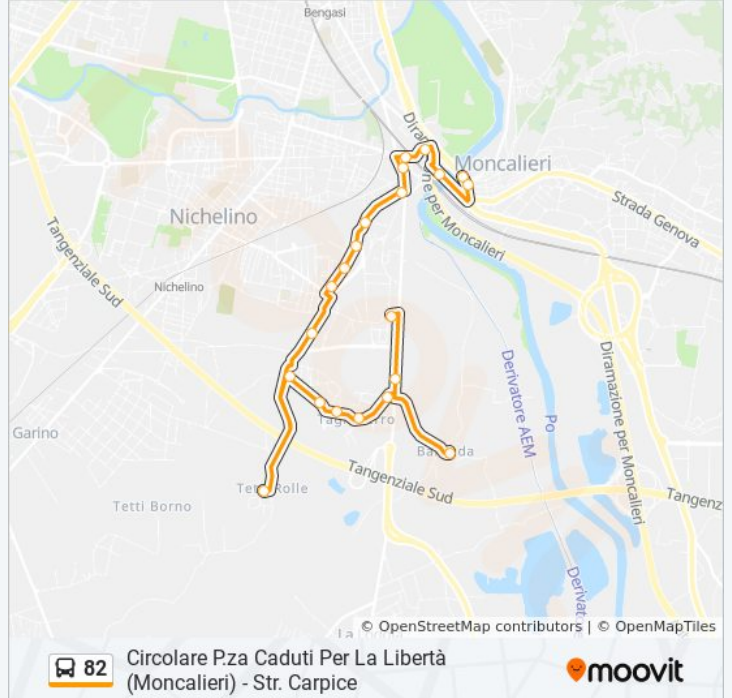 Bengasi
Diramazione per Moncalieri
Moncalieri
Strada Genova
Nichelino
Tangenziale Sud
Nichelino
Derivatore AEM
Po
Diramazione per Moncalieri
Garino
Tangenziale Sud
Tangenz
Tetti Rolle
Tetti Borno
Derivato
© OpenStreetMap contributors | © OpenMapTiles
82
Circolare P.za Caduti Per La Libertà
(Moncalieri) - Str. Carpice
moovit